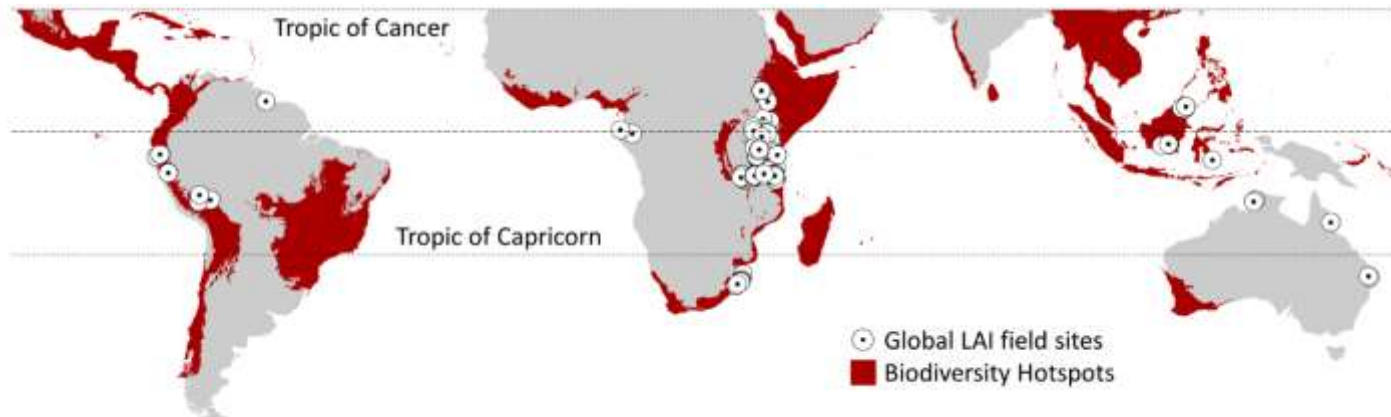 Tropic of Cancer
Tropic of Capricorn
Global LAI field sites
Biodiversity Hotspots